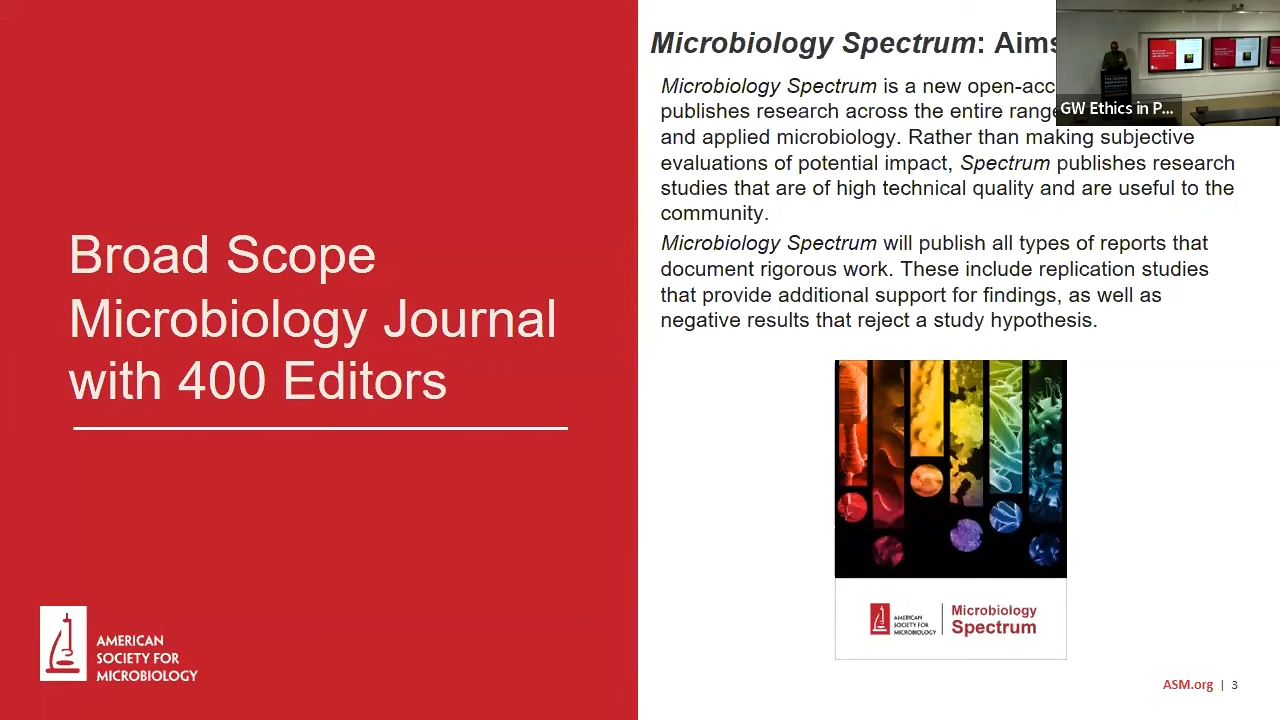 Broad Scope
Microbiology Journal
with 400 Editors
AMERICAN
SOCIETY FOR
MICROBIOLOGY
Microbiology Spectrum: Aims
Microbiology Spectrum is a new open-acc
publishes research across the entire range
and applied microbiology. Rather than making subjective
evaluations of potential impact, Spectrum publishes research
studies that are of high technical quality and are useful to the
community.
Microbiology Spectrum will publish all types of reports that
document rigorous work. These include replication studies
that provide additional support for findings, as well as
negative results that reject a study hypothesis.
AMERICAN
SOCIETY FOR
MICROBIOLOGY
Microbiology
Spectrum
ASM.org | 3
GW Ethics in P...